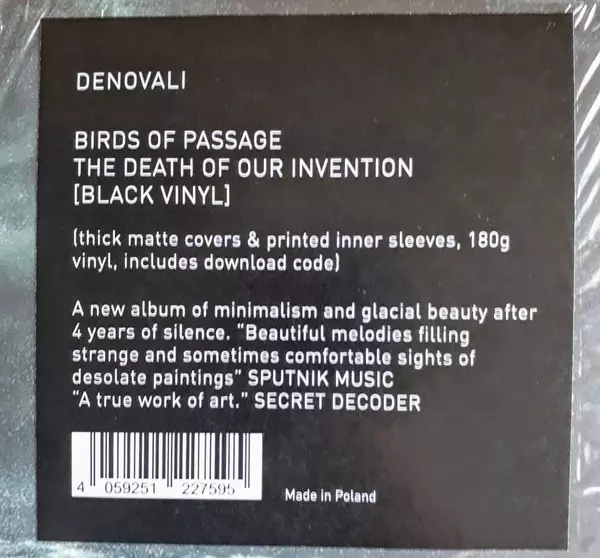 DENOVALI
BIRDS OF PASSAGE
THE DEATH OF OUR INVENTION
[BLACK VINYL]
(thick matte covers & printed inner sleeves, 180g
vinyl, includes download code)
A new album of minimalism and glacial beauty after
4 years of silence. “Beautiful melodies filling
strange and sometimes comfortable sights of
desolate paintings” SPUTNIK MUSIC
“A true work of art.” SECRET DECODER
4 059251 227595
Made in Poland